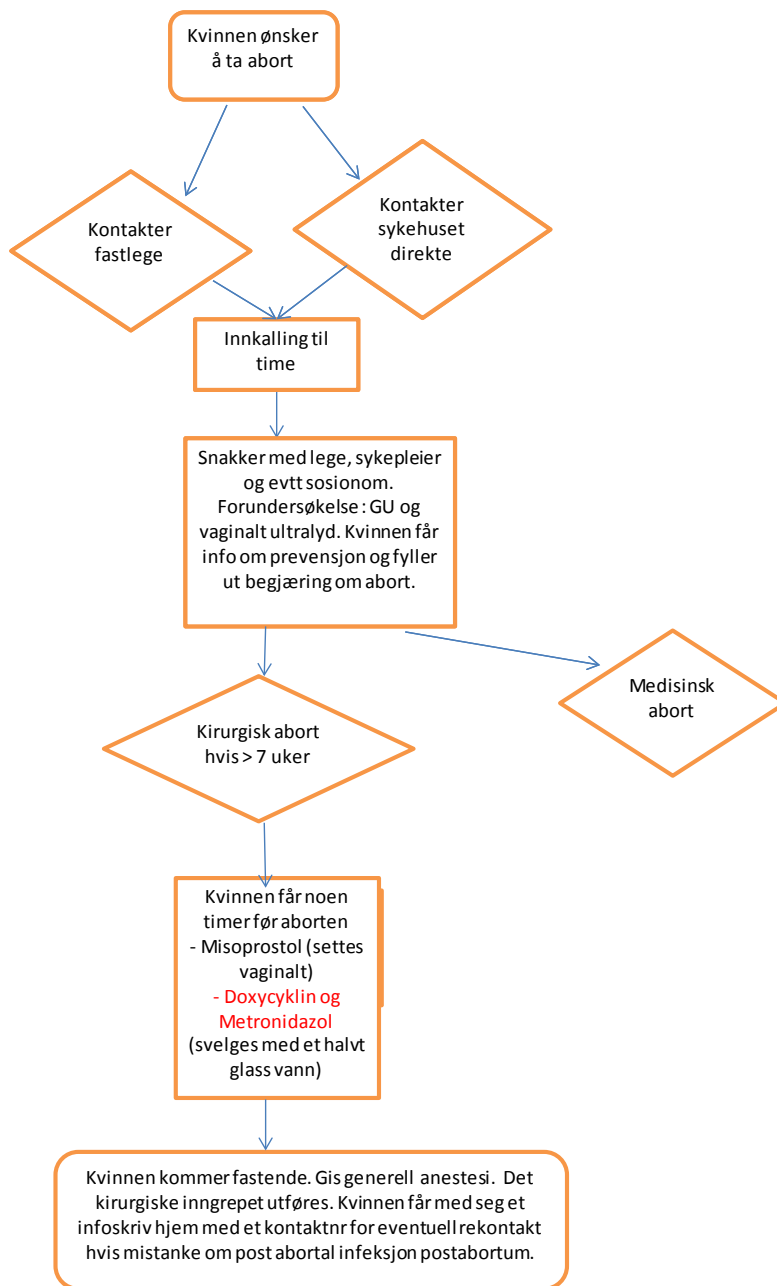 Kvinnen ønsker
å ta abort
Kontakter
fastlege
Kontakter
sykehuset
direkte
Innkalling til
time
Snakker med lege, sykepleier
og evtt sosionom.
Forundersøkelse : GU og
vaginalt ultralyd. Kvinnen får
info om prevensjon og fyller
ut begjæring om abort.
Medisinsk
abort
Kirurgisk abort
hvis > 7 uker
Kvinnen får noen
timer før aborten
- Misoprostol (settes
vaginalt)
- Doxycyklin og
Metronidazol
(svelges med et halvt
glass vann)
Kvinnen kommer fastende. Gis generell anestesi. Det
kirurgiske inngrepet utføres. Kvinnen får med seg et
infoskriv hjem med et kontaktnr for eventuell rekontakt
hvis mistanke om post abortal infeksjon postabortum.